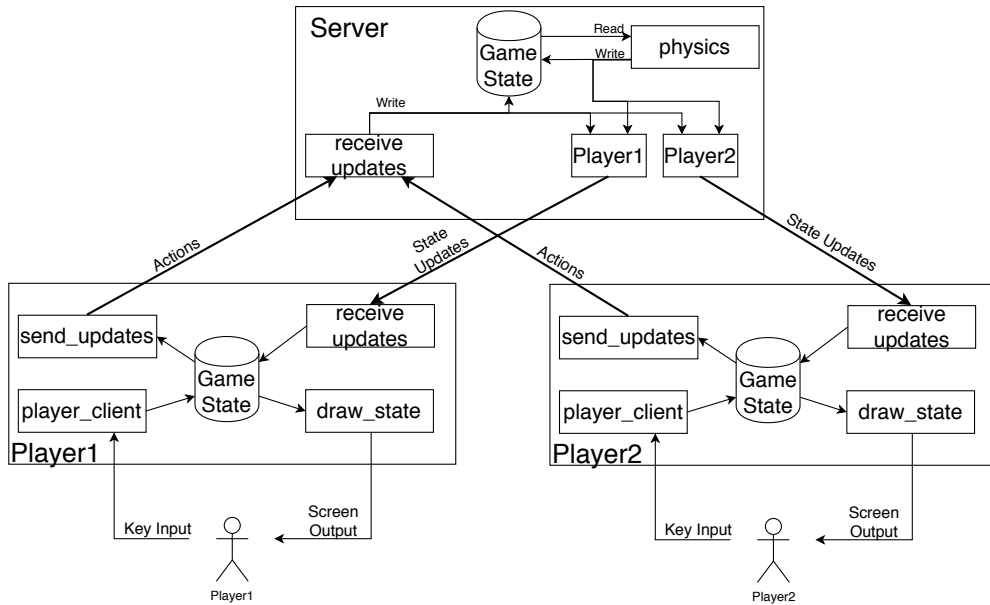 Server
Game
State
Read
Write
physics
Write
receive
updates
Player1
Player2
Actions
State
Updates
Actions
State Updates
send_updates
receive
updates
Game
State
player_client
draw_state
Player1
Key Input
Screen
Output
Player1
send_updates
receive
updates
Game
State
player_client
draw_state
Player2
Key Input
Screen
Output
Player2